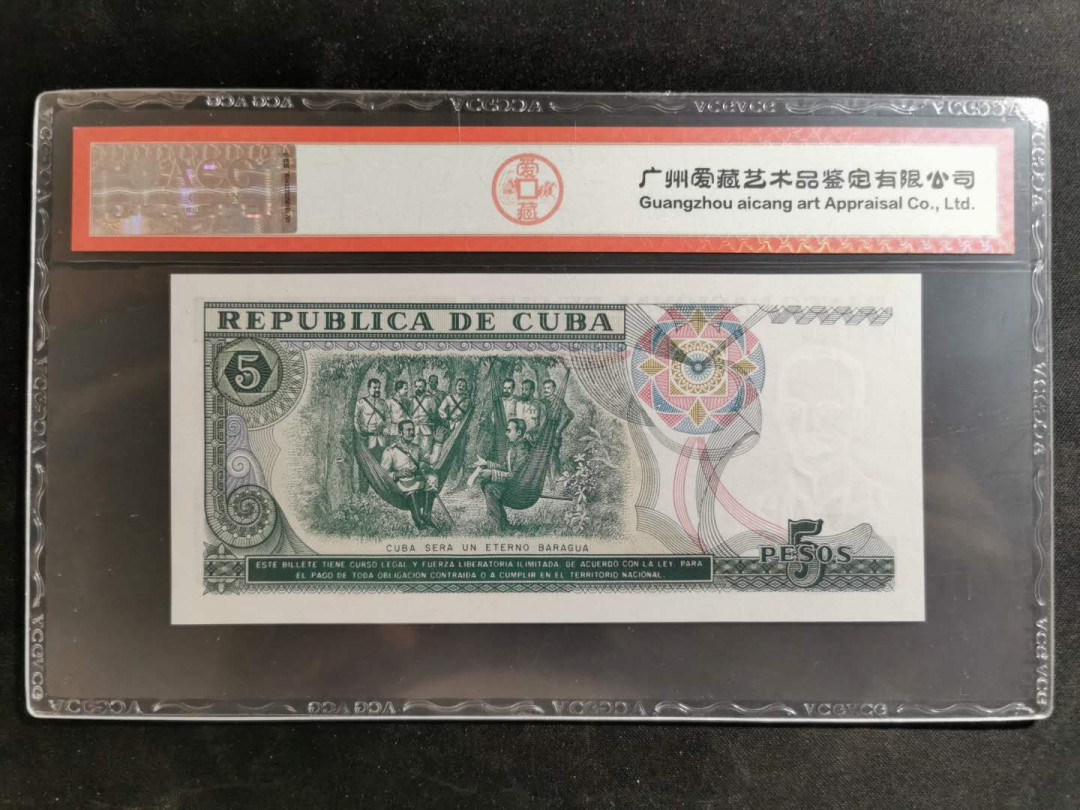 广州爱藏艺术品鉴定有限公司
爱藏
Guangzhou aicang art Appraisal Co., Ltd.
REPUBLICA DE CUBA
5
CUBA SERA UN ETERNO BARAGUA
5
PESOS
ESTE BILLETE TIENE CURSO LEGAL Y FUERZA LIBERATORIA ILIMITADA, DE ACUERDO CON LA LEY, PARA
EL PAGO DE TODA OBLIGACION CONTRAIDA O A CUMPLIR EN EL TERRITORIO NACIONAL.